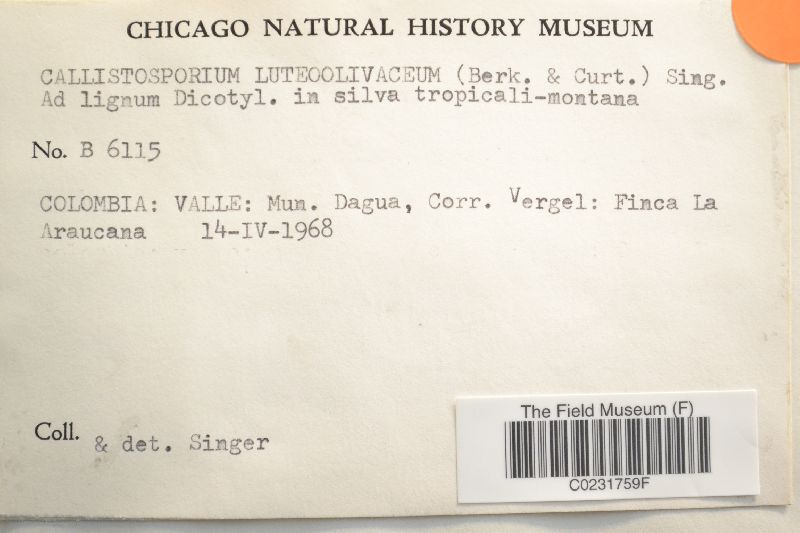 CHICAGO NATURAL HISTORY MUSEUM
CALLISTOSPORIUM LUTEOOLIVACEUM (Berk. & Curt.) Sing.
Ad lignum Dicotyl. in silva tropicali-montana
No. B 6115
COLOMBIA: VALLE: Mun. Dagua, Corr. Vergel: Finca La
Araucana 14-IV-1968
Coll. & det. Singer
The Field Museum (F)
C0231759F